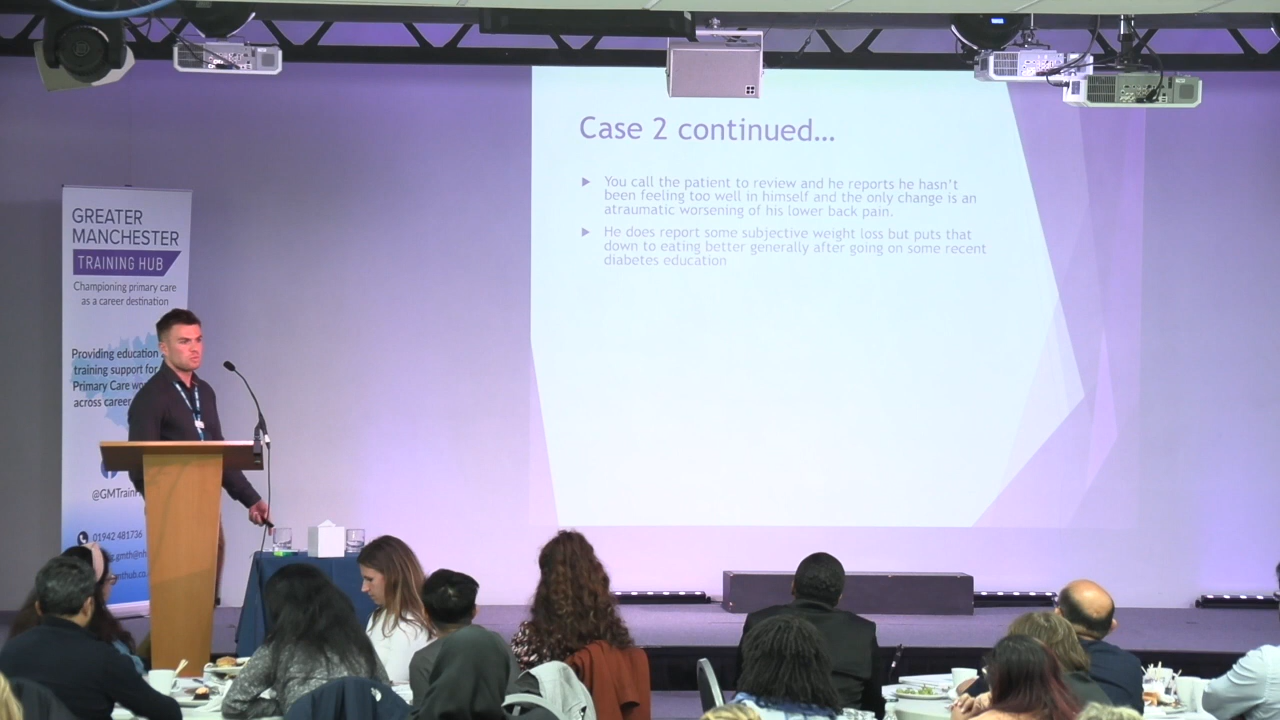 Case 2 continued…
You call the patient to review and he reports he hasn't
been feeling too well in himself and the only change is an
atraumatic worsening of his lower back pain.
He does report some subjective weight loss but puts that
down to eating better generally after going on some recent
diabetes education
GREATER
MANCHESTER
TRAINING HUB
Championing primary care
as a career destination
Providing education
training support for
Primary Care
across career
@GMTrain
01942 481736